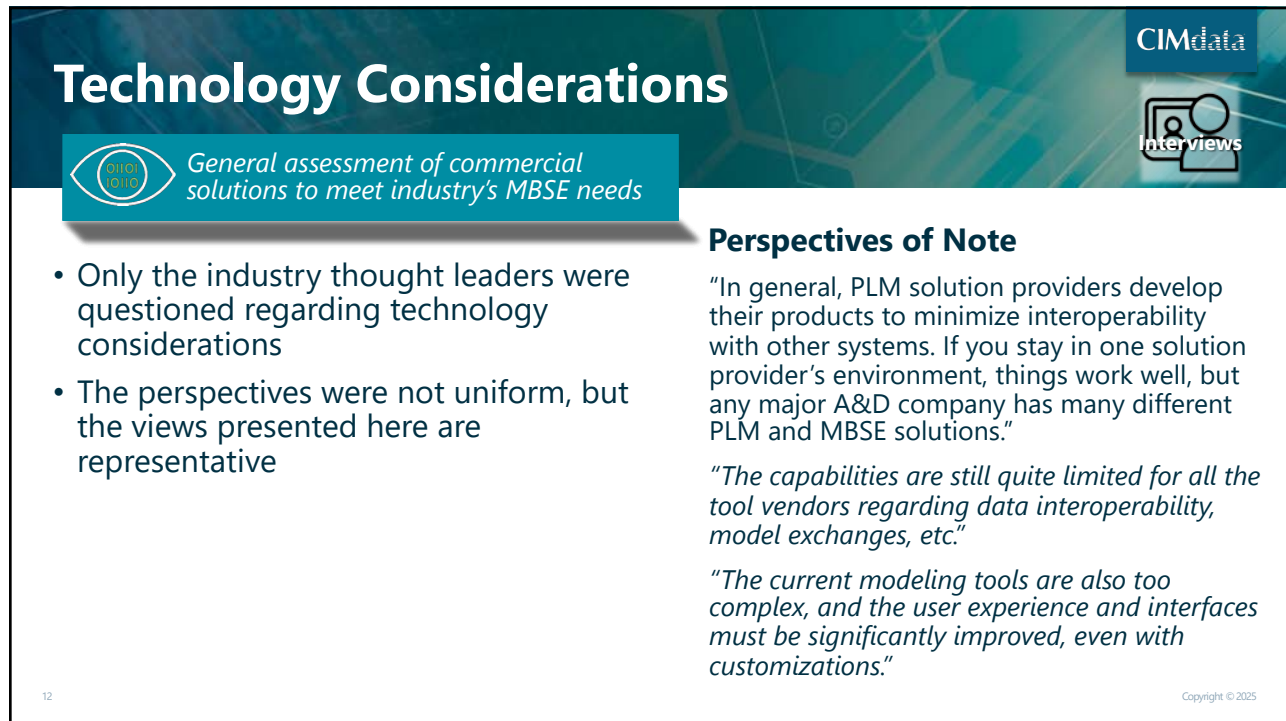 CIMdata
Technology Considerations
Interviews
01101
10110
General assessment of commercial
solutions to meet industry’s MBSE needs
• Only the industry thought leaders were
questioned regarding technology
considerations
• The perspectives were not uniform, but
the views presented here are
representative
Perspectives of Note
“In general, PLM solution providers develop
their products to minimize interoperability
with other systems. If you stay in one solution
provider’s environment, things work well, but
any major A&D company has many different
PLM and MBSE solutions.”
“The capabilities are still quite limited for all the
tool vendors regarding data interoperability,
model exchanges, etc.”
“The current modeling tools are also too
complex, and the user experience and interfaces
must be significantly improved, even with
customizations.”
12
Copyright © 2025